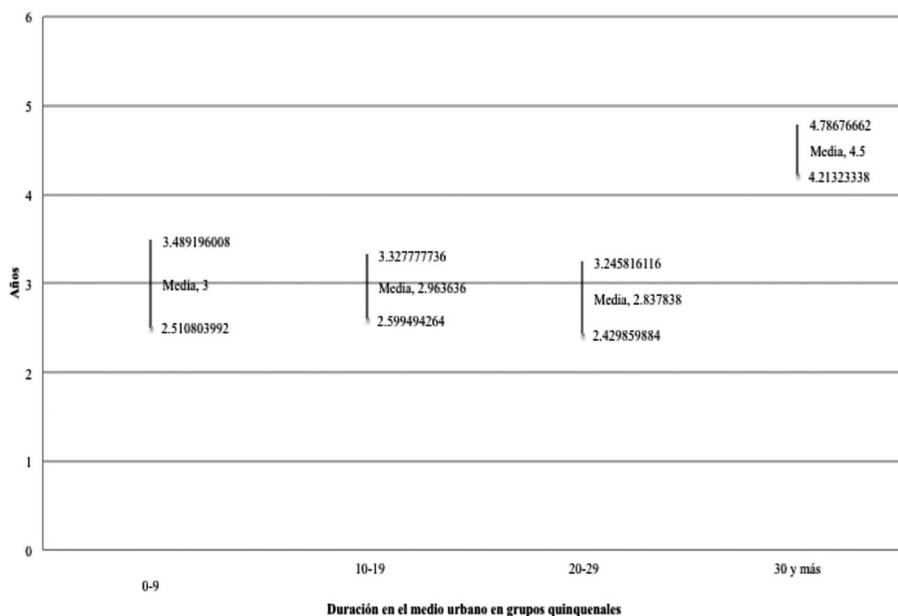 6
5
4
3
2
1
0
Años
3.489196008
Media, 3
2.510803992
3.327777736
Media, 2.963636
2.599494264
3.245816116
Media, 2.837838
2.429859884
4.78676662
Media, 4.5
4.21323338
0-9
10-19
20-29
30 y más
Duración en el medio urbano en grupos quinquenales